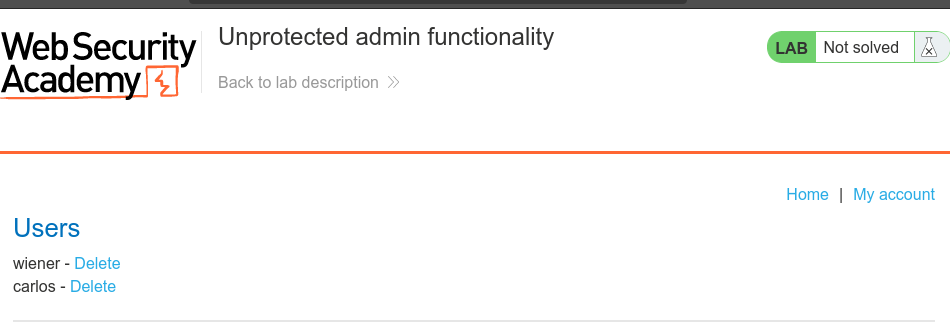 Web Security
Academy
Unprotected admin functionality
Back to lab description
LAB Not solved
Home | My account
Users
wiener - Delete
carlos - Delete